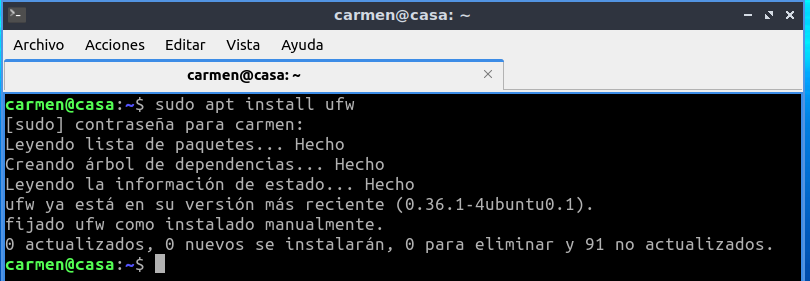 carmen@casa: ~
Archivo Acciones Editar Vista Ayuda
carmen@casa: ~
carmen@casa:~$ sudo apt install ufw
[sudo] contraseña para carmen:
Leyendo lista de paquetes... Hecho
Creando árbol de dependencias... Hecho
Leyendo la información de estado... Hecho
ufw ya está en su versión más reciente (0.36.1-4ubuntu0.1).
fijado ufw como instalado manualmente.
0 actualizados, 0 nuevos se instalarán, 0 para eliminar y 91 no actualizados.
carmen@casa:~$